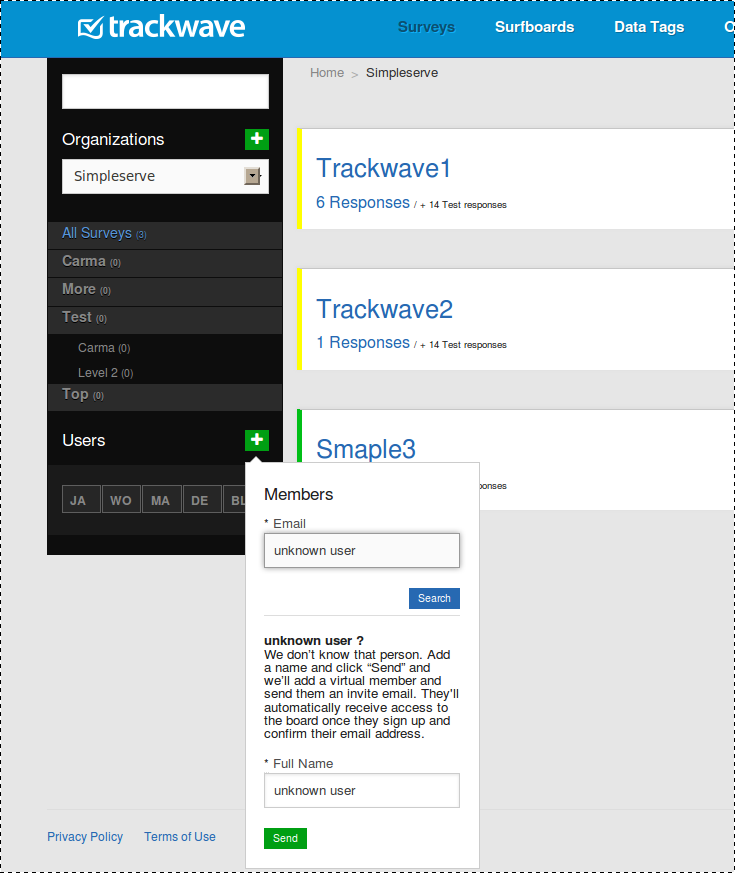 trackwave
Surveys Surfboards Data Tags
Home > Simpleserve
Organizations
Simpleserve
All Surveys (3)
Carma (0)
More (0)
Test (0)
Carma (0)
Level 2 (0)
Top (0)
Users
JA WO MA DE
Trackwave1
6 Responses / + 14 Test responses
Trackwave2
1 Responses / + 14 Test responses
Smaple3
Members
* Email
unknown user
Search
unknown user ?
We don't know that person. Add
a name and click “Send” and
we'll add a virtual member and
send them an invite email. They'll
automatically receive access to
the board once they sign up and
confirm their email address.
* Full Name
unknown user
Send
Privacy Policy Terms of Use